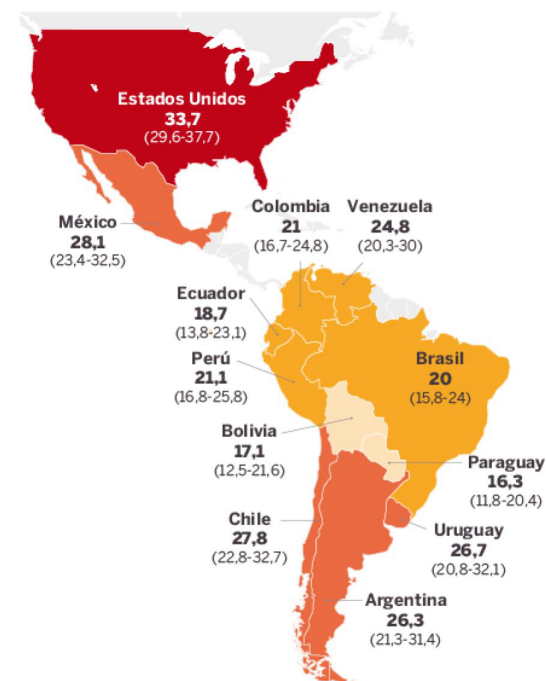 Estados Unidos
33,7
(29,6-37,7)
México
28,1
(23,4-32,5)
Colombia
21
(16,7-24,8)
Venezuela
24,8
(20,3-30)
Ecuador
18,7
(13,8-23,1)
Perú
21,1
(16,8-25,8)
Brasil
20
(15,8-24)
Bolivia
17,1
(12,5-21,6)
Paraguay
16,3
(11,8-20,4)
Chile
27,8
(22,8-32,7)
Uruguay
26,7
(20,8-32,1)
Argentina
26,3
(21,3-31,4)